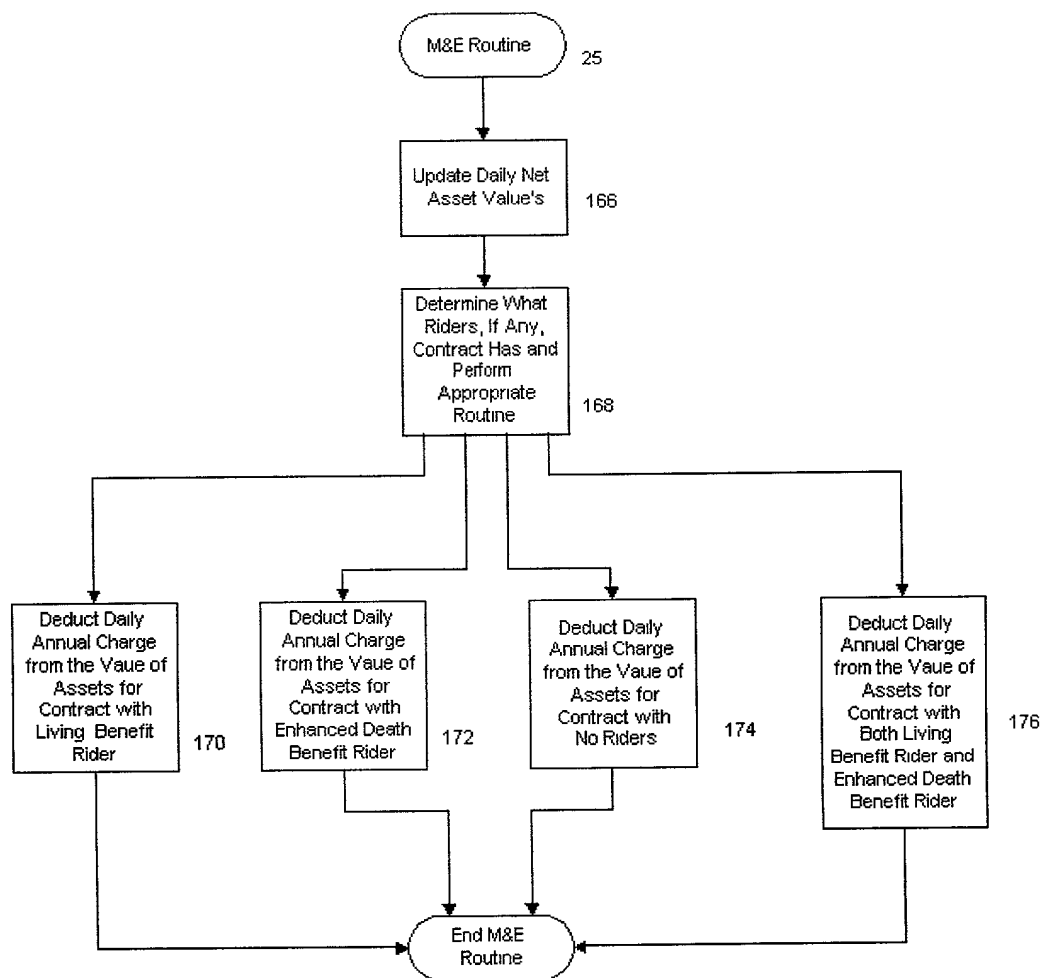 M&E Routine
25
Update Daily Net
Asset Value's
166
Determine What
Riders, If Any,
Contract Has and
Perform
Appropriate
Routine
168
Deduct Daily
Annual Charge
from the Vaue of
Assets for
Contract with
Living Benefit
Rider
170
Deduct Daily
Annual Charge
from the Vaue of
Assets for
Contract with
Enhanced Death
Benefit Rider
172
Deduct Daily
Annual Charge
from the Vaue of
Assets for
Contract with
No Riders
174
Deduct Daily
Annual Charge
from the Vaue of
Assets for
Contract with
Both Living
Benefit Rider and
Enhanced Death
Benefit Rider
176
End M&E
Routine